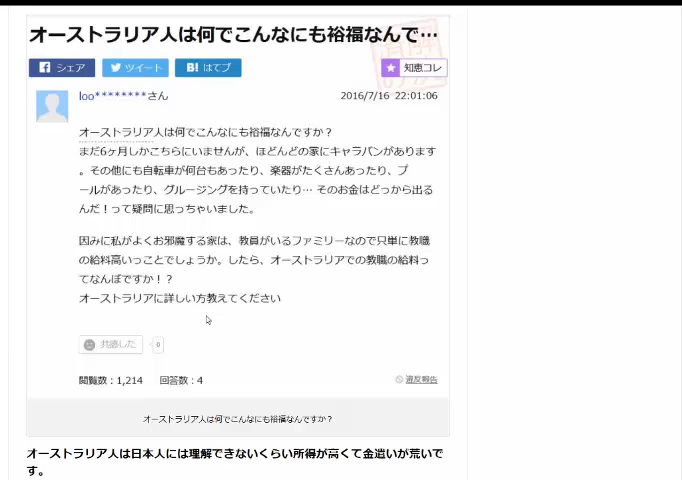 オーストラリア人は何でこんなにも裕福なんで…
シェア
ツイート
B! はてブ
知恵コレ
loo********さん
2016/7/16 22:01:06
オーストラリア人は何でこんなにも裕福なんですか？
まだ6ヶ月しかこちらにいませんが、ほどんどの家にキャラバンがあります
。その他にも自転車が何台もあったり、楽器がたくさんあったり、プ
ールがあったり、グルージングを持っていたり… そのお金はどっから出る
んだ！って疑問に思っちゃいました。
因みに私がよくお邪魔する家は、教員がいるファミリーなので只単に教職
の給料高いっことでしょうか。したら、オーストラリアでの教職の給料っ
てなんぼですか！？
オーストラリアに詳しい方教えてください
共感した
0
閲覧数：1,214
回答数：4
違反報告
オーストラリア人は何でこんなにも裕福なんですか？
オーストラリア人は日本人には理解できないくらい所得が高くて金遣いが荒いで
す。